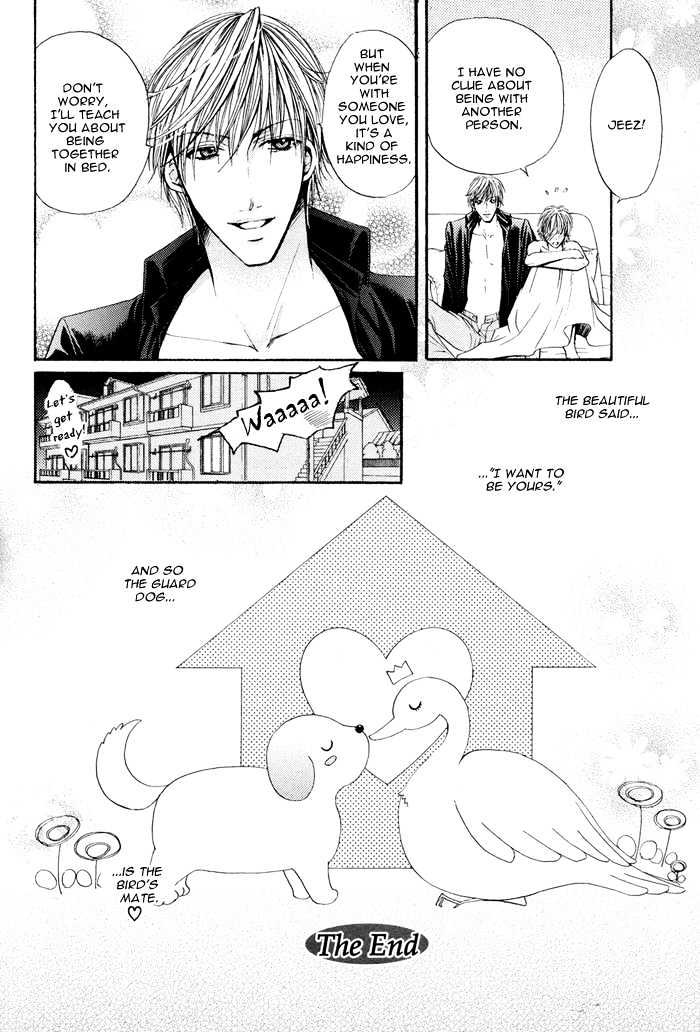 JEEZ!
I HAVE NO
CLUE ABOUT
BEING WITH
ANOTHER
PERSON.
BUT
WHEN
YOU'RE
WITH
SOMEONE
YOU LOVE,
IT'S A
KIND OF
HAPPINESS.
DON'T
WORRY,
I'LL TEACH
YOU ABOUT
BEING
TOGETHER
IN BED.
Waaaaa!
Let's
get
ready!
THE BEAUTIFUL
BIRD SAID...
..."I WANT TO
BE YOURS."
AND SO
THE GUARD
DOG...
...IS THE
BIRD'S
MATE.
The End